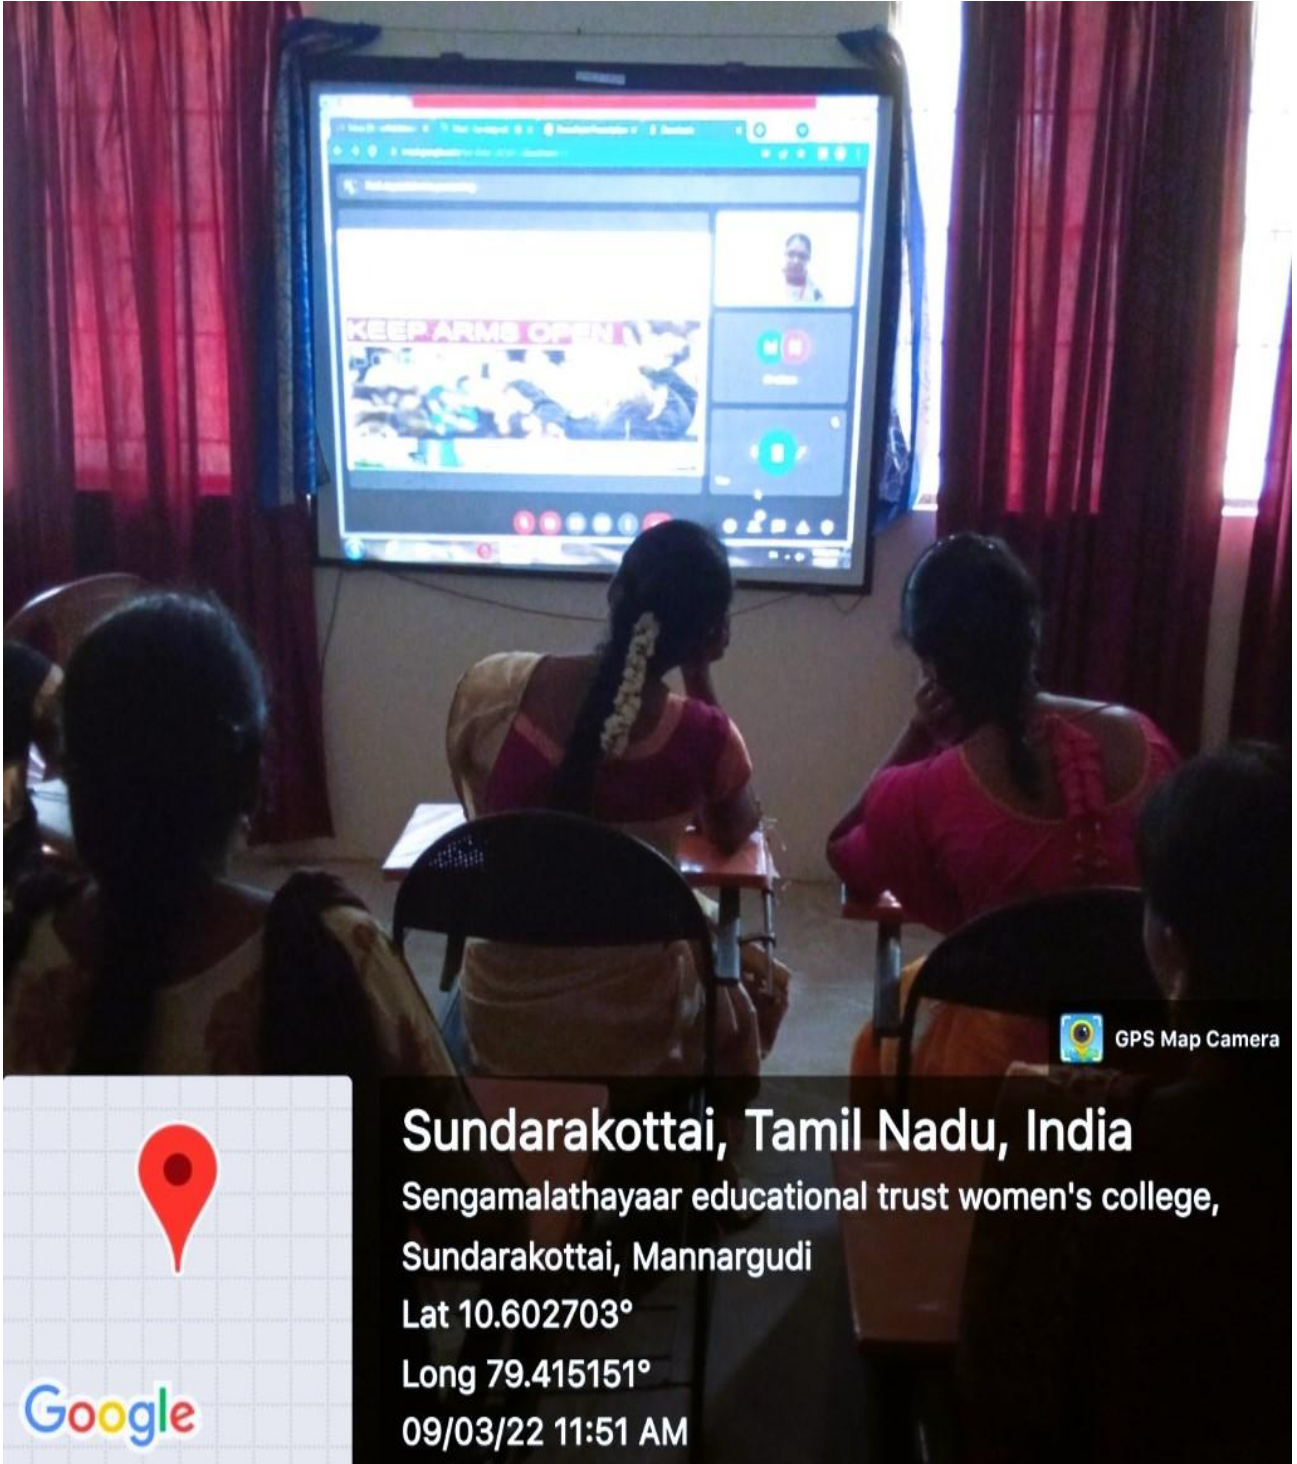 KEEP ARMS OPEN
GPS Map Camera
Sundarakottai, Tamil Nadu, India
Sengamalathayaar educational trust women's college,
Sundarakottai, Mannargudi
Lat 10.602703°
Long 79.415151°
09/03/22 11:51 AM
Google